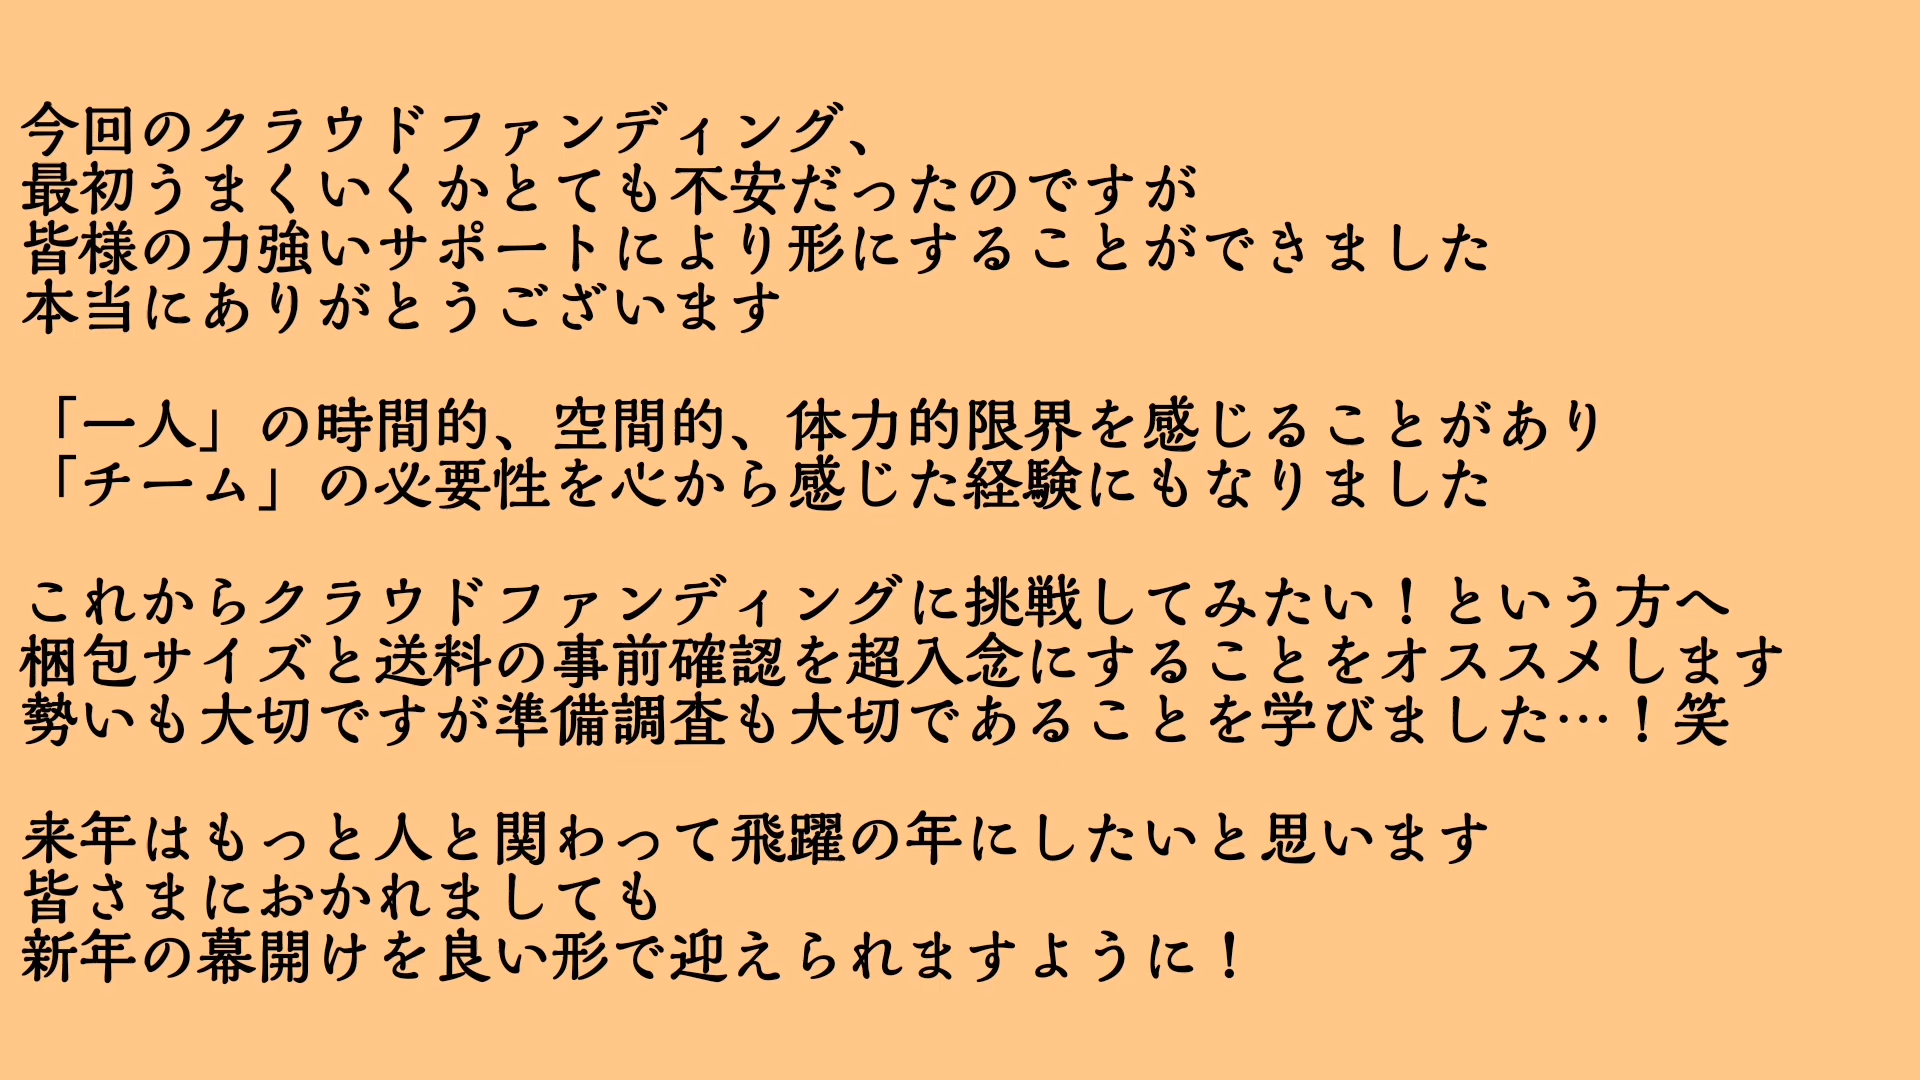 今回のクラウドファンディング、
最初うまくいくかとても不安だったのですが
皆様の力強いサポートにより形にすることができました
本当にありがとうございます
「一人」の時間的、空間的、体力的限界を感じることがあり
「チーム」の必要性を心から感じた経験にもなりました
これからクラウドファンディングに挑戦してみたい！という方へ
梱包サイズと送料の事前確認を超入念にすることをオススメします
勢いも大切ですが準備調査も大切であることを学びました…！笑
来年はもっと人と関わって飛躍の年にしたいと思います
皆さまにおかれましても
新年の幕開けを良い形で迎えられますように！